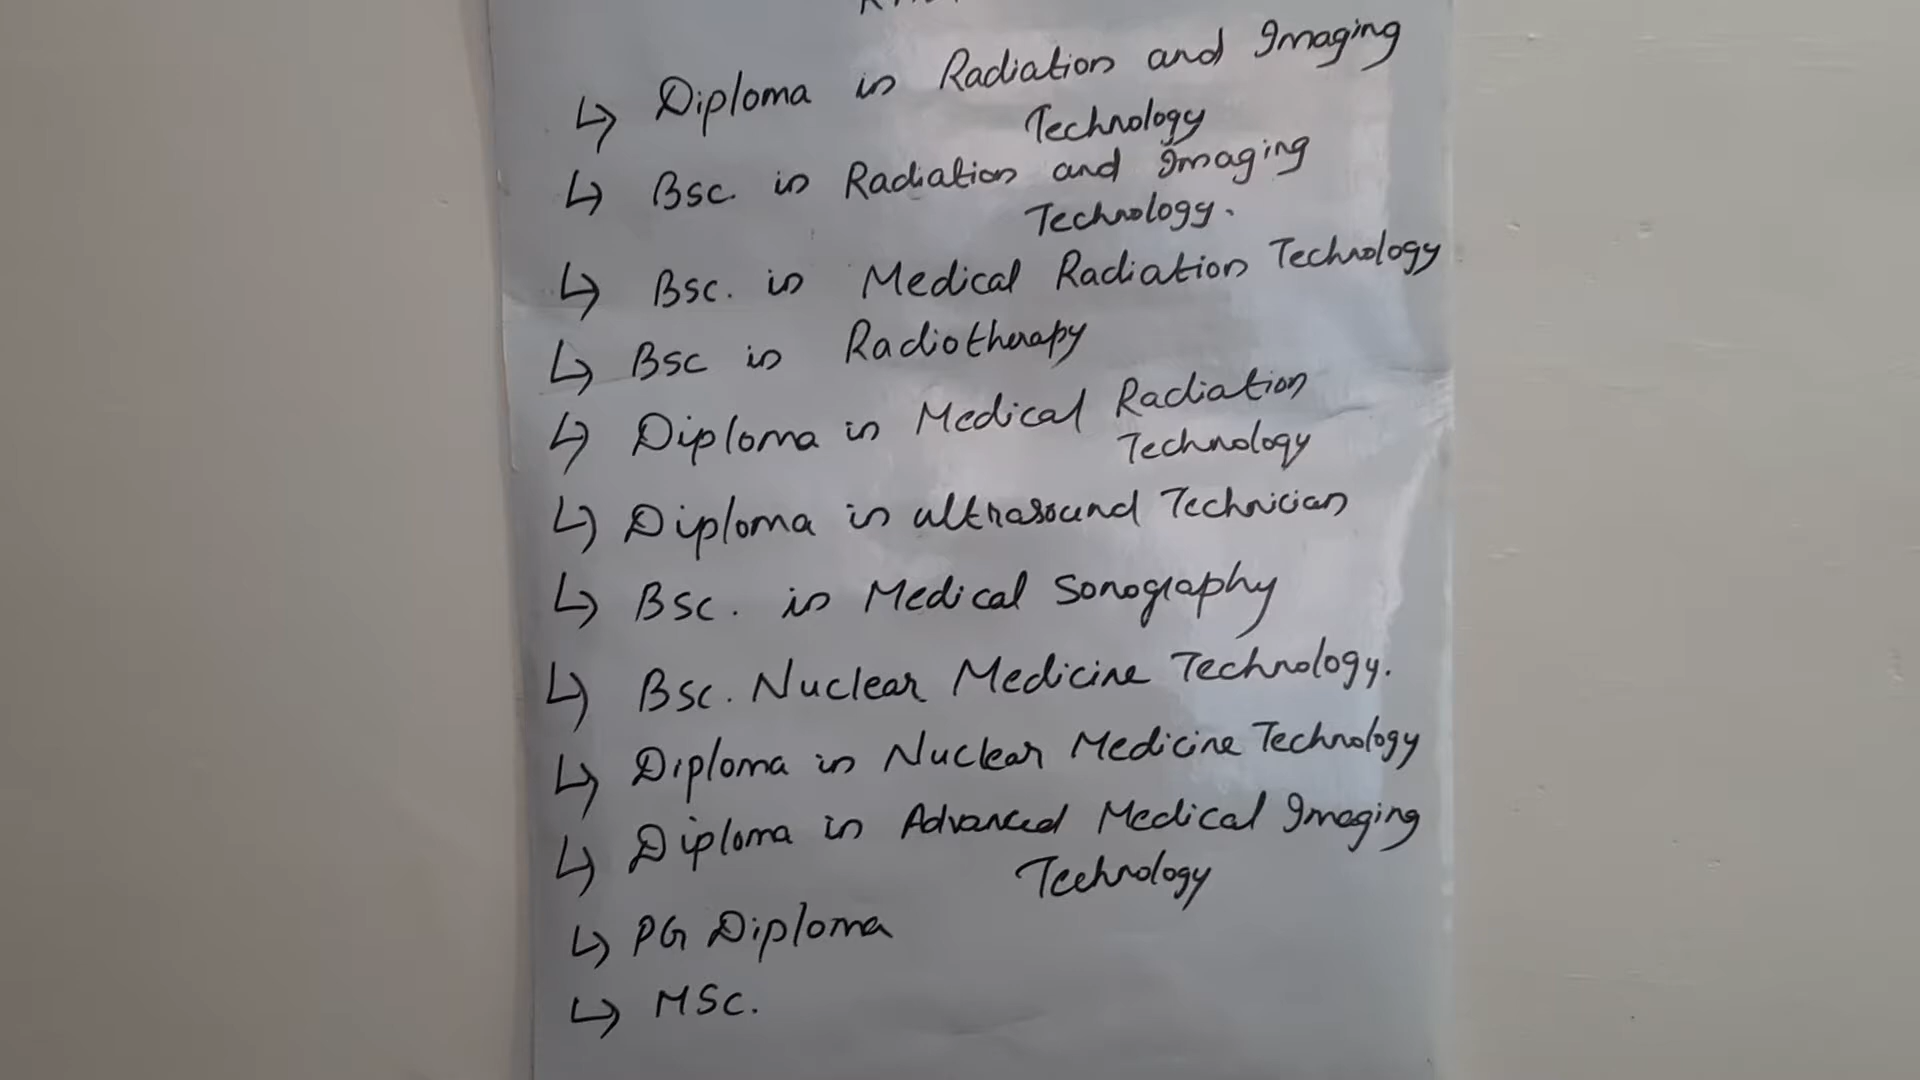 ↳ Diploma in Radiation and Imaging
Technology
↳ Bsc. in Radiation and Imaging
Technology.
↳ Bsc. in Medical Radiation Technology
↳ Bsc in Radiotherapy
↳ Diploma in Medical Radiation
Technology
↳ Diploma in ultrasound Technician
↳ Bsc. in Medical Sonography
↳ Bsc. Nuclear Medicine Technology.
↳ Diploma in Nuclear Medicine Technology
↳ Diploma in Advanced Medical Imaging
Technology
↳ PG Diploma
↳ MSc.